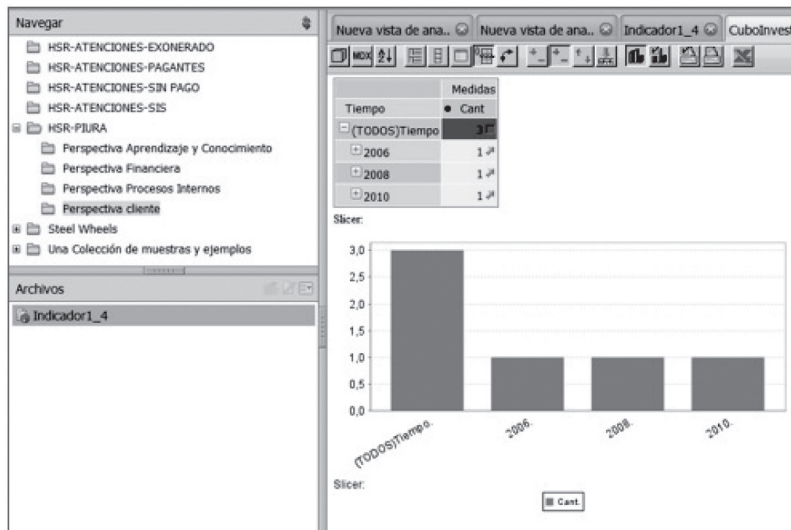 Navegar
HSR-ATENCIONES-EXONERADO
HSR-ATENCIONES-PAGANTES
HSR-ATENCIONES-SIN PAGO
HSR-ATENCIONES-SIS
HSR-PIURA
Perspectiva Aprendizaje y Conocimiento
Perspectiva Financiera
Perspectiva Procesos Internos
Perspectiva cliente
Steel Wheels
Una Colección de muestras y ejemplos
Archivos
Indicador1_4
Nueva vista de ana.. Nueva vista de ana.. Indicador1_4 CuboInvest
MDX
Medidas
Tiempo Cant
(TODOS)Tiempo 3
2006 1
2008 1
2010 1
Slicer:
3,0
2,5
2,0
1,5
1,0
0,5
0,0
(TODOS)Tiempo. 2006. 2008. 2010.
Slicer:
Cant.